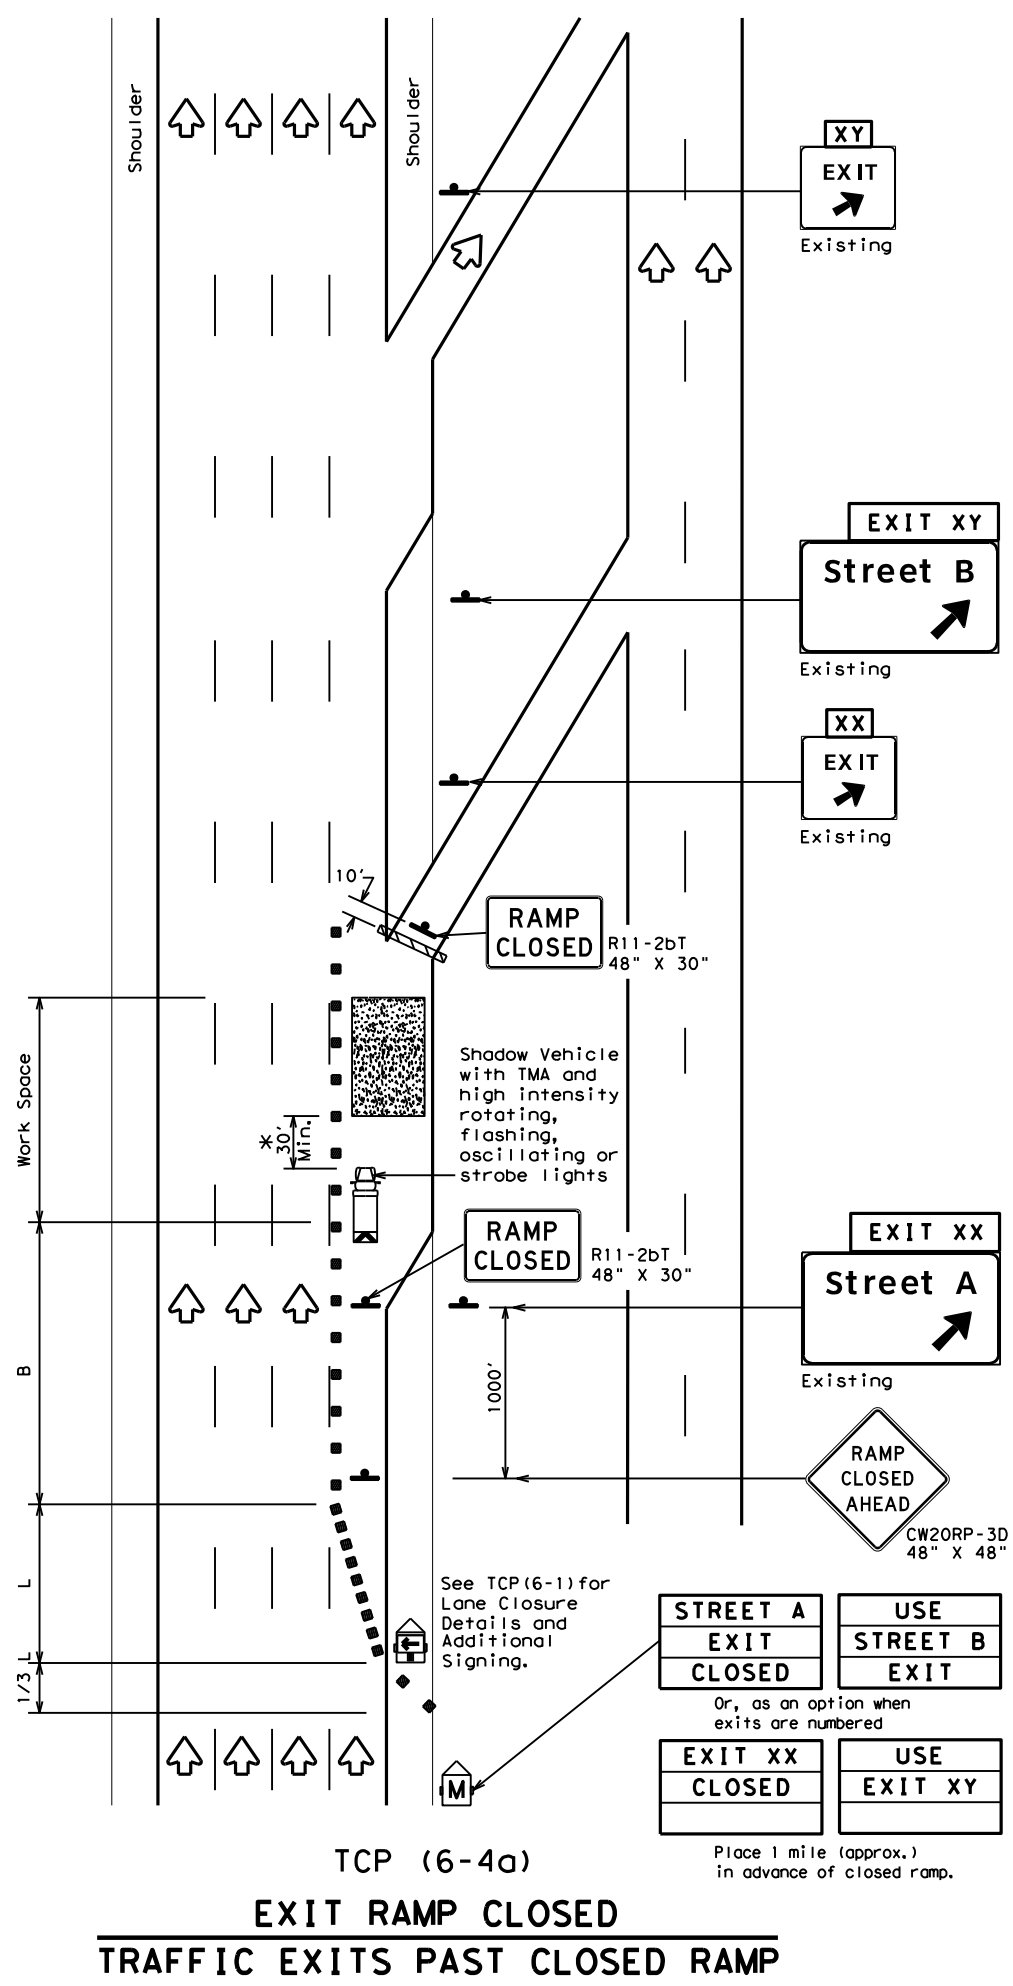 Shoulder
Shoulder
XY
EXIT
Existing
EXIT XY
Street B
Existing
XX
EXIT
Existing
10'
RAMP
CLOSED
R11-2bT
48" X 30"
Work Space
*
30'
Min.
Shadow Vehicle
with TMA and
high intensity
rotating,
flashing,
oscillating or
strobe lights
RAMP
CLOSED
R11-2bT
48" X 30"
EXIT XX
Street A
Existing
B
1000'
RAMP
CLOSED
AHEAD
CW20RP-3D
48" X 48"
L
1/3 L
See TCP(6-1)for
Lane Closure
Details and
Additional
Signing.
STREET A
EXIT
CLOSED
USE
STREET B
EXIT
Or, as an option when
exits are numbered
EXIT XX
CLOSED
USE
EXIT XY
M
Place 1 mile (approx.)
in advance of closed ramp.
TCP (6-4a)
EXIT RAMP CLOSED
TRAFFIC EXITS PAST CLOSED RAMP